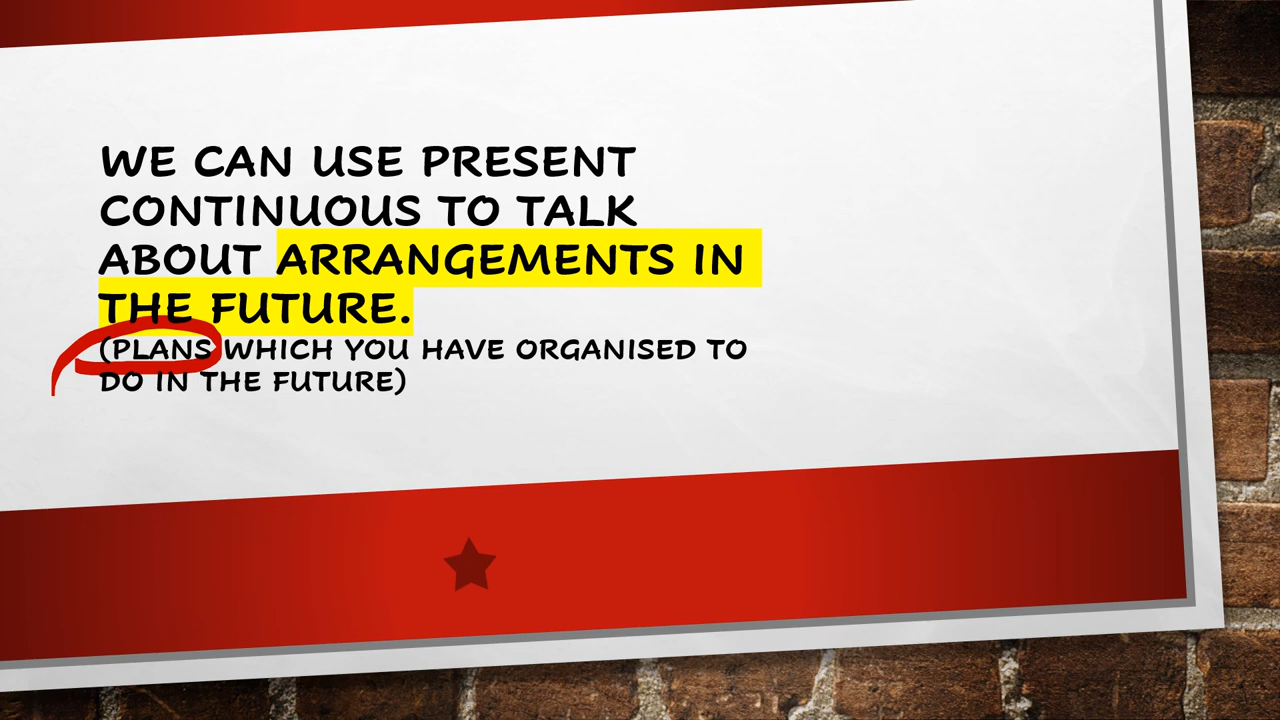 WE CAN USE PRESENT
CONTINUOUS TO TALK
ABOUT ARRANGEMENTS IN
THE FUTURE.
(PLANS WHICH YOU HAVE ORGANISED TO
DO IN THE FUTURE)